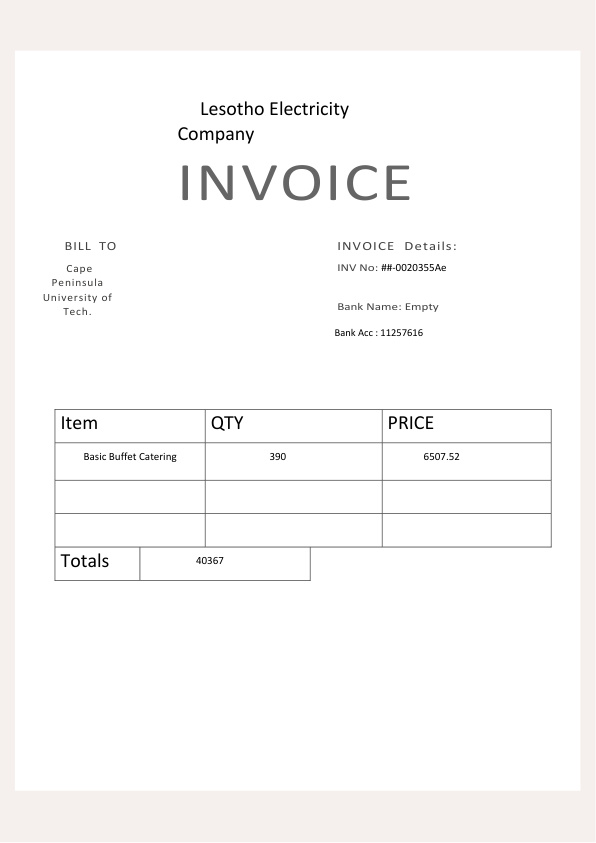 Lesotho Electricity
Company
INVOICE
BILL TO
Cape
Peninsula
University of
Tech.
INVOICE Details:
INV No: ##-0020355Ae
Bank Name: Empty
Bank Acc : 11257616
Item QTY PRICE
Basic Buffet Catering 390 6507.52
Totals 40367